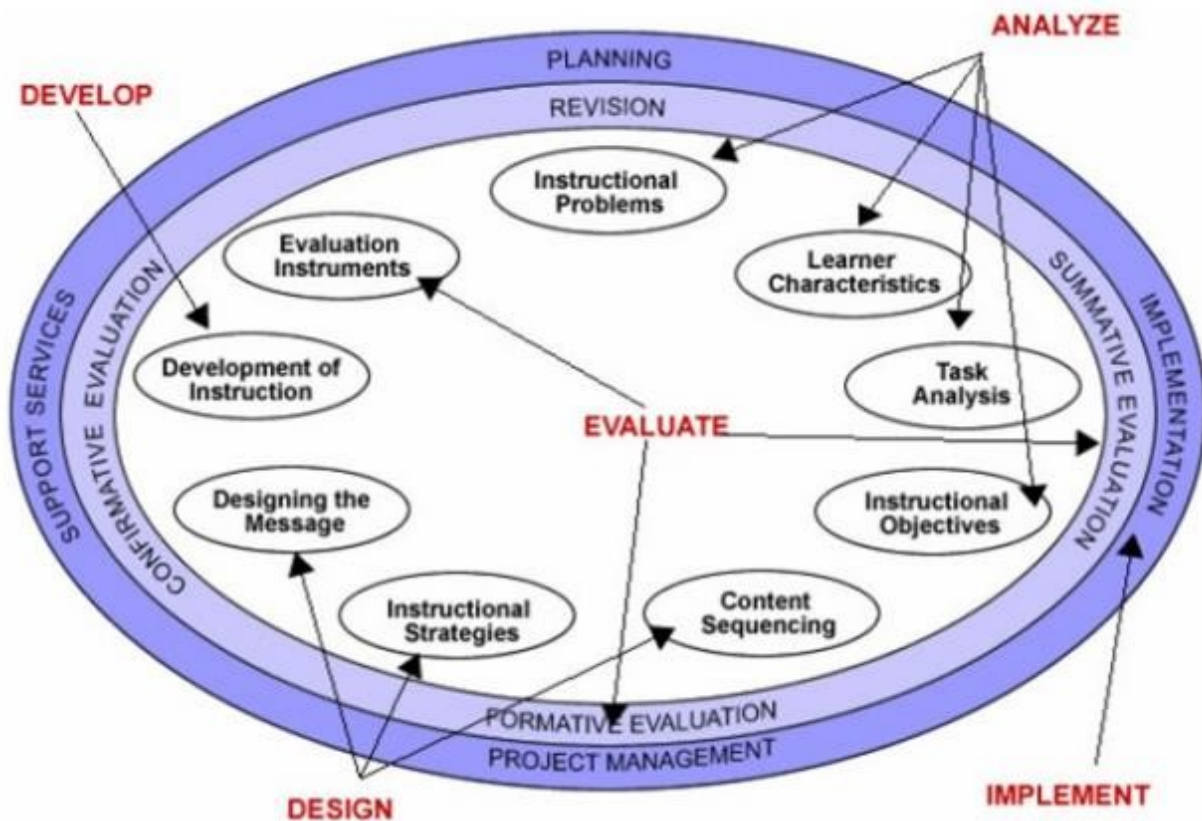 ANALYZE
PLANNING
DEVELOP
REVISION
Instructional
Problems
Evaluation
Instruments
Learner
Characteristics
SUPPORT SERVICES
CONFIRMATIVE EVALUATION
SUMMATIVE EVALUATION
IMPLEMENTATION
Development of
Instruction
Task
Analysis
EVALUATE
Designing the
Message
Instructional
Objectives
Instructional
Strategies
Content
Sequencing
FORMATIVE EVALUATION
PROJECT MANAGEMENT
DESIGN
IMPLEMENT